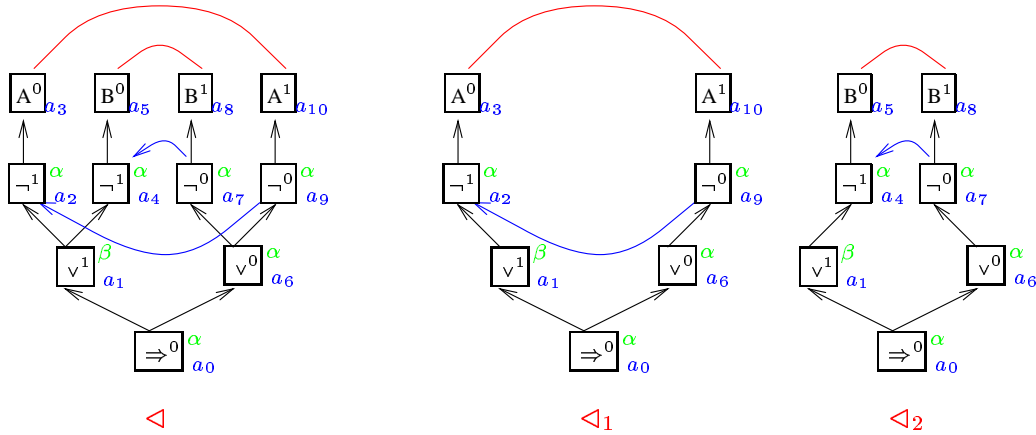 A⁰ B⁰ B¹ A¹ A⁰ A¹ B⁰ B¹
a₃ a₅ a₈ a₁₀ a₃ a₁₀ a₅ a₈
¬¹ α ¬¹ α ¬⁰ α ¬⁰ α ¬¹ α ¬⁰ α ¬¹ α ¬⁰ α
a₂ a₄ a₇ a₉ a₂ a₉ a₄ a₇
∨¹ β ∨⁰ α ∨¹ β ∨⁰ α ∨¹ β ∨⁰ α
a₁ a₆ a₁ a₆ a₁ a₆
⇒⁰ α ⇒⁰ α ⇒⁰ α
a₀ a₀ a₀
◁ ◁₁ ◁₂